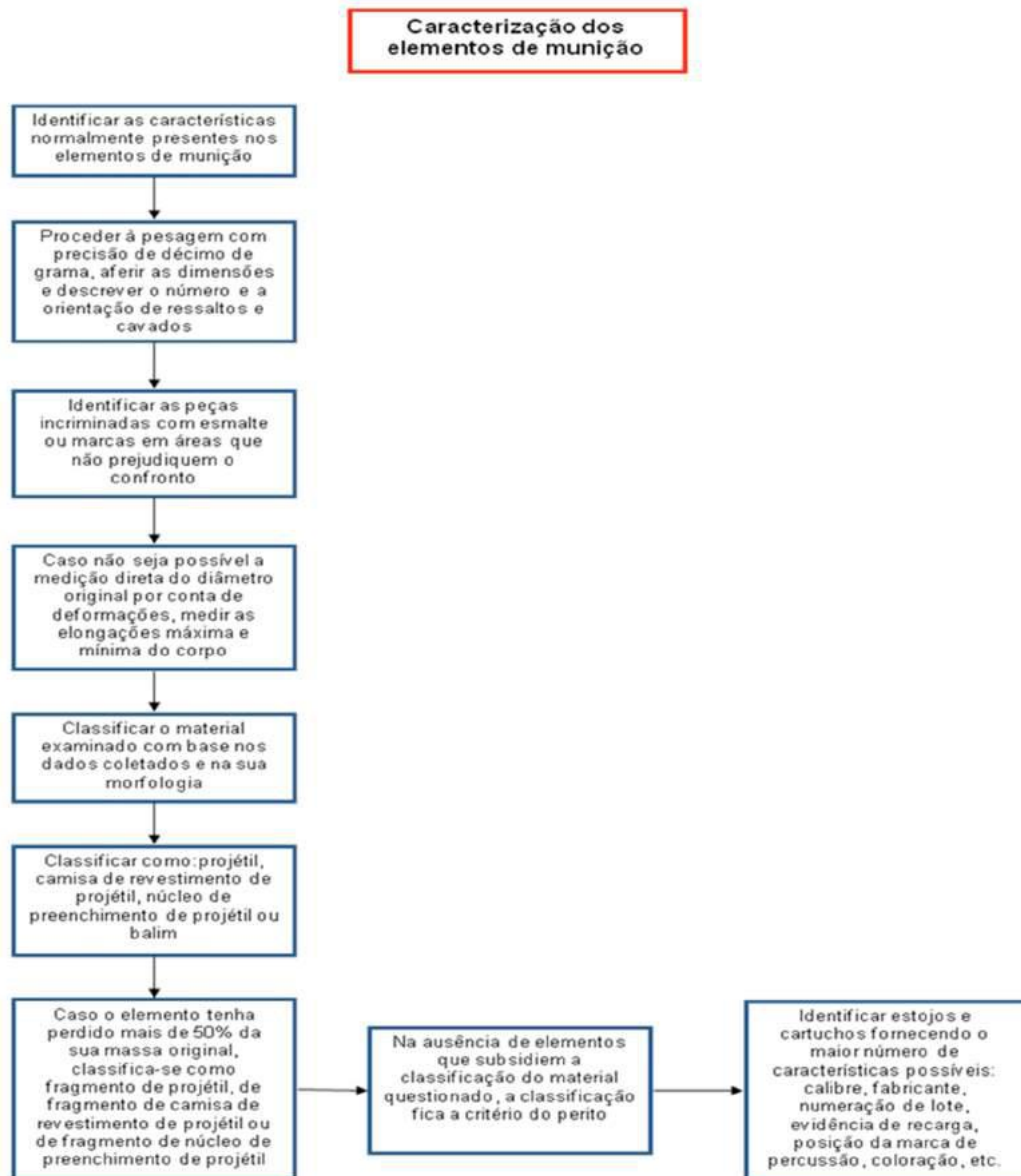 Caracterização dos
elementos de munição
Identificar as características
normalmente presentes nos
elementos de munição
Proceder à pesagem com
precisão de décimo de
grama, aferir as dimensões
e descrever o número e a
orientação de ressaltos e
cavados
Identificar as peças
incriminadas com esmalte
ou marcas em áreas que
não prejudiquem o
confronto
Caso não seja possível a
medição direta do diâmetro
original por conta de
deformações, medir as
elongações máxima e
mínima do corpo
Classificar o material
examinado com base nos
dados coletados e na sua
morfologia
Classificar como:projétil,
camisa de revestimento de
projétil, núcleo de
preenchimento de projétil ou
balim
Caso o elemento tenha
perdido mais de 50% da
sua massa original,
classifica-se como
fragmento de projétil, de
fragmento de camisa de
revestimento de projétil ou
de fragmento de núcleo de
preenchimento de projétil
Na ausência de elementos
que subsidiem a
classificação do material
questionado, a classificação
fica a critério do perito
Identificar estojos e
cartuchos fornecendo o
maior número de
características possíveis:
calibre, fabricante,
numeração de lote,
evidência de recarga,
posição da marca de
percussão, coloração, etc.